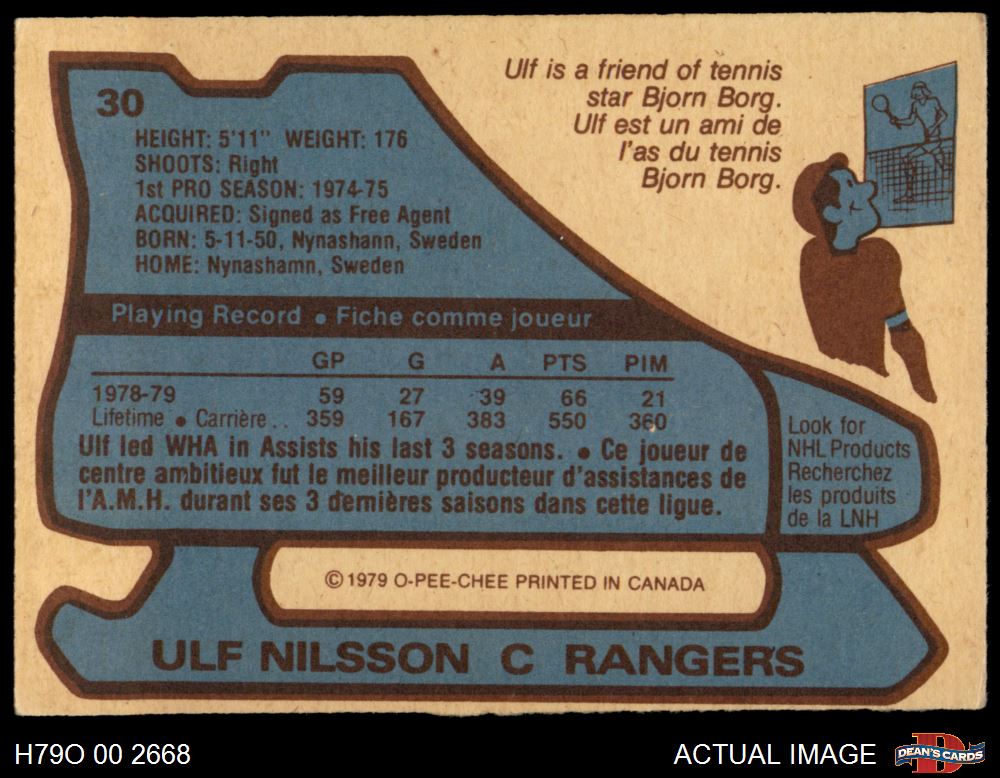 30
HEIGHT: 5'11" WEIGHT: 176
SHOOTS: Right
1st PRO SEASON: 1974-75
ACQUIRED: Signed as Free Agent
BORN: 5-11-50, Nynashann, Sweden
HOME: Nynashamn, Sweden
Ulf is a friend of tennis
star Bjorn Borg.
Ulf est un ami de
l'as du tennis
Bjorn Borg.
Playing Record • Fiche comme joueur
GP G A PTS PIM
1978-79 59 27 39 66 21
Lifetime • Carrière . . 359 167 383 550 360
Ulf led WHA in Assists his last 3 seasons. • Ce joueur de
centre ambitieux fut le meilleur producteur d'assistances de
l'A.M.H. durant ses 3 dernières saisons dans cette ligue.
Look for
NHL Products
Recherchez
les produits
de la LNH
© 1979 O-PEE-CHEE PRINTED IN CANADA
ULF NILSSON C RANGERS
H79O 00 2668
ACTUAL IMAGE
D
DEAN'S CARDS